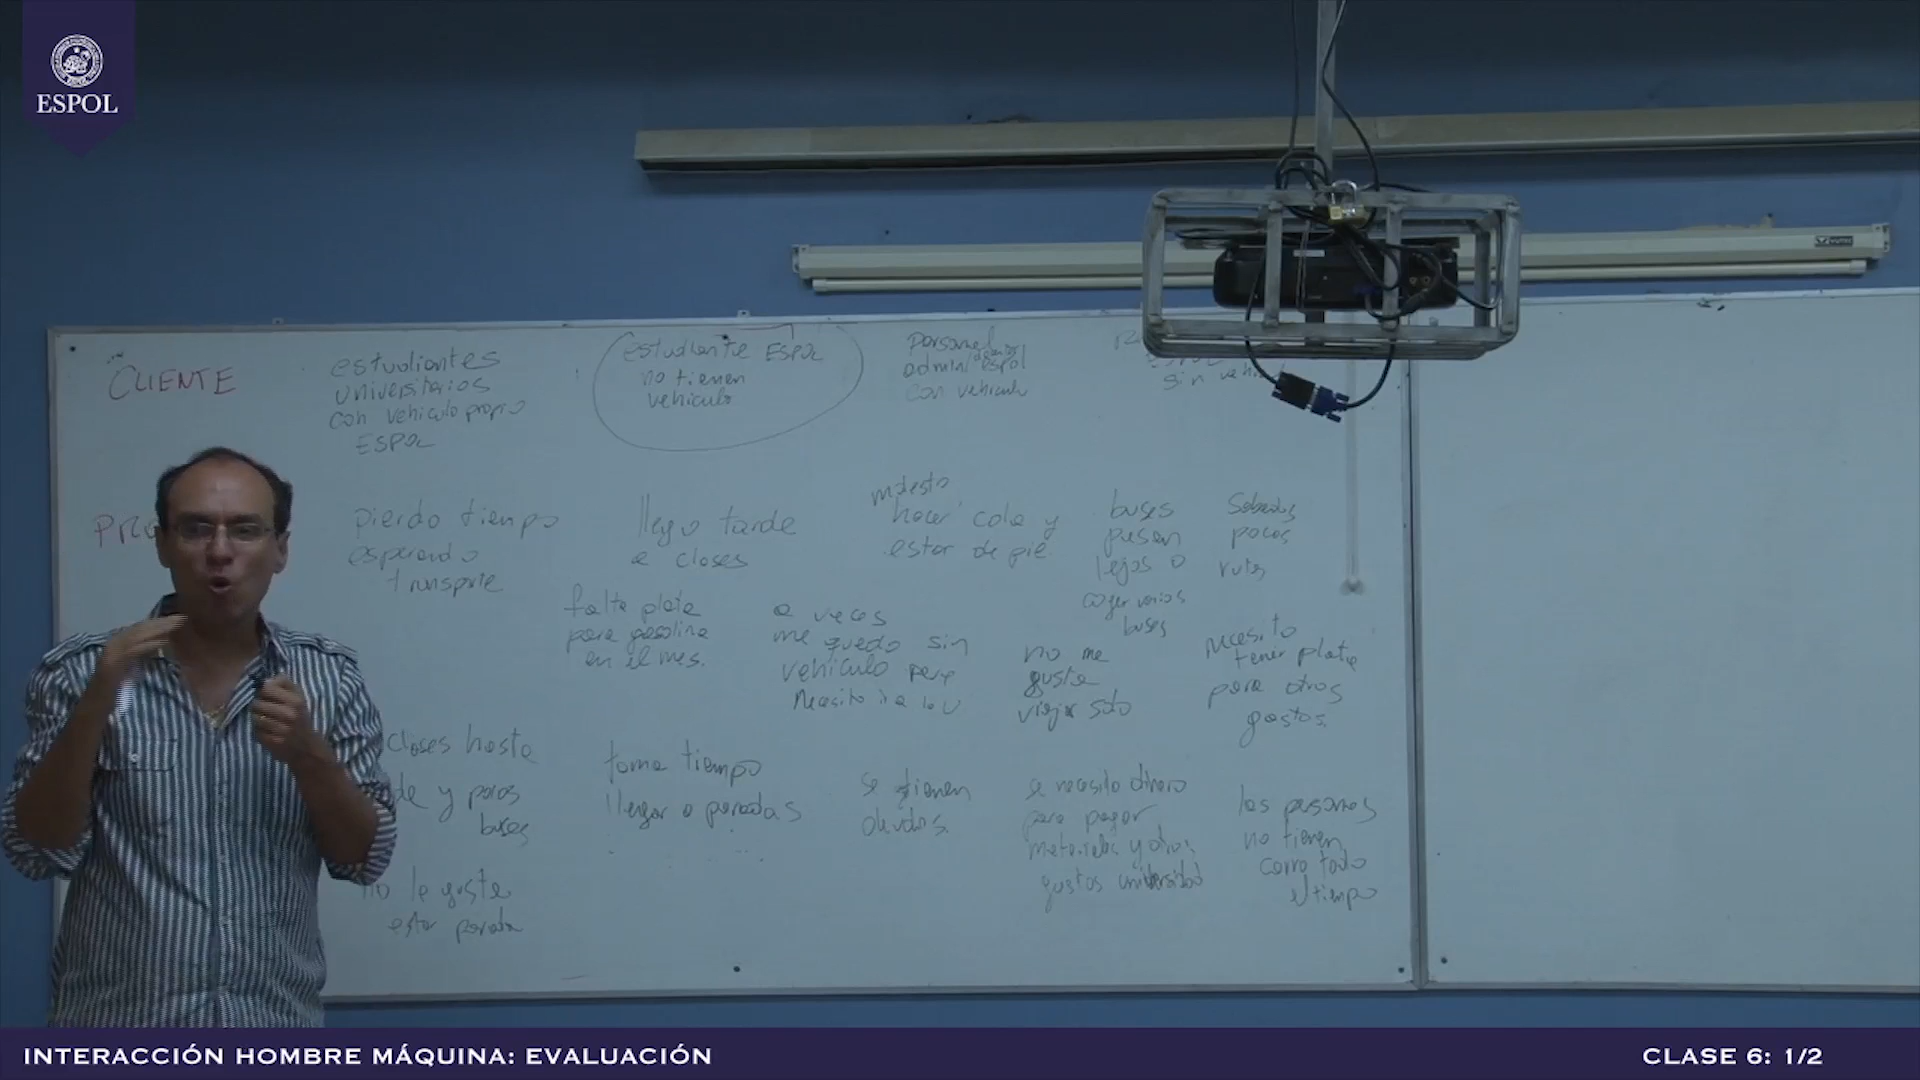 ESPOL
CLIENTE
estudiantes
universitarios
con vehiculo propio
ESPOL
estudiante ESPOL
no tienen
vehiculo
personal
admin/ espol
con vehiculo
sin
pierdo tiempo
esperando
transporte
llego tarde
a clases
molesto
hacer cola y
estar de pie
buses
pasan
lejos o
coger varios
buses
Sabados
pocas
rutas
falta plata
para gasolina
en el mes.
a veces
me quedo sin
vehiculo pero
Necesito ir a la U
no me
gusta
viajar solo
necesito
tener plata
para otros
gastos.
clases hasta
y pocos
buses
no le gusta
estar parada
toma tiempo
llegar a paradas
se tienen
deudas.
se necesita dinero
para pagar
materiales y otros
gastos universidad
las personas
no tienen
carro todo
el tiempo
INTERACCIÓN HOMBRE MÁQUINA: EVALUACIÓN
CLASE 6: 1/2